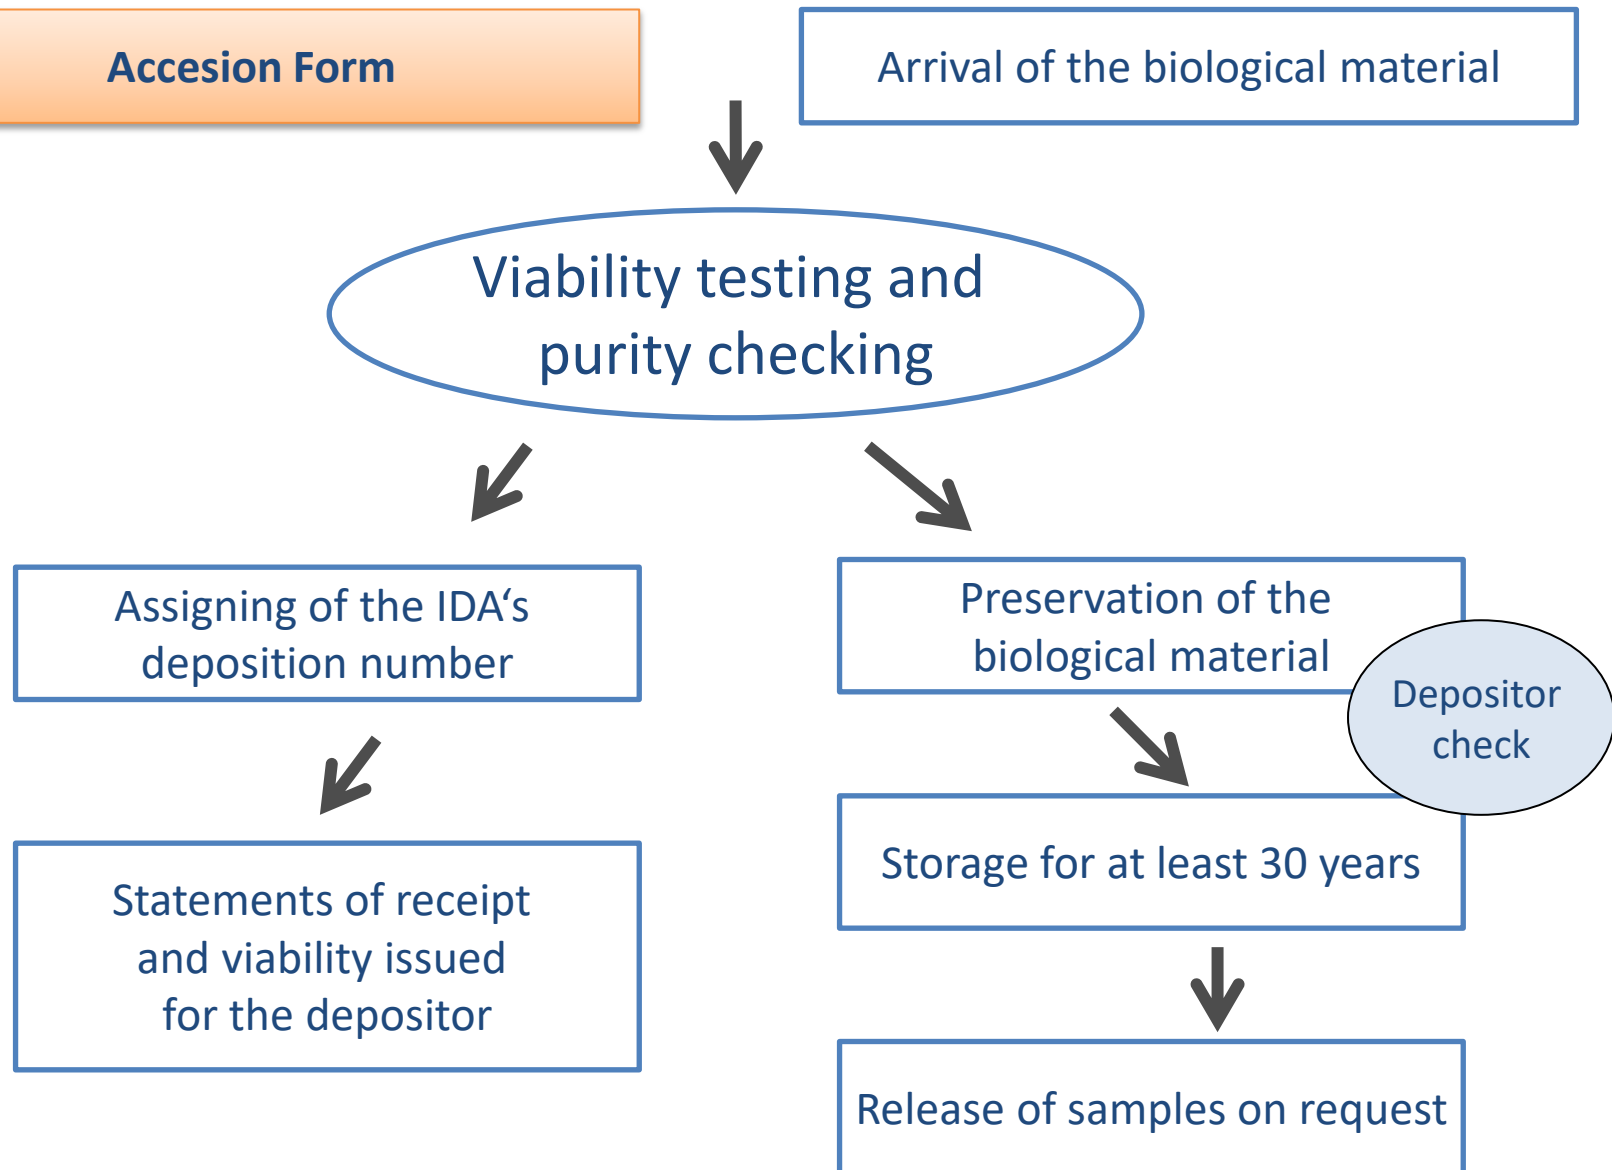 Accesion Form
Arrival of the biological material
Viability testing and
purity checking
Assigning of the IDA‘s
deposition number
Preservation of the
biological material
Depositor
check
Statements of receipt
and viability issued
for the depositor
Storage for at least 30 years
Release of samples on request